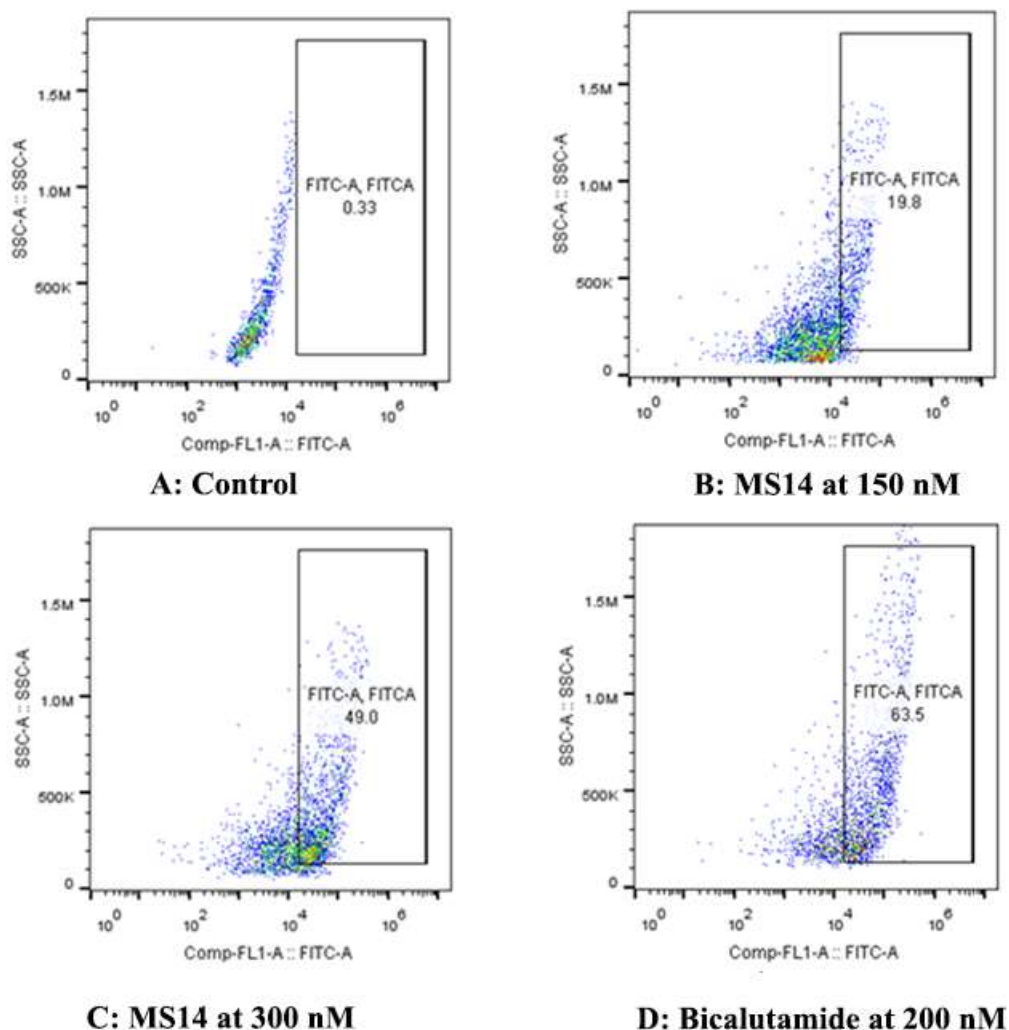 1.5M
1.0M
500K
0
SSC-A :: SSC-A
FITC-A, FITCA
0.33
10^0 10^2 10^4 10^6
Comp-FL1-A :: FITC-A
A: Control
1.5M
1.0M
500K
0
SSC-A :: SSC-A
FITC-A, FITCA
19.8
10^0 10^2 10^4 10^6
Comp-FL1-A :: FITC-A
B: MS14 at 150 nM
1.5M
1.0M
500K
0
SSC-A :: SSC-A
FITC-A, FITCA
49.0
10^0 10^2 10^4 10^6
Comp-FL1-A :: FITC-A
C: MS14 at 300 nM
1.5M
1.0M
500K
0
SSC-A :: SSC-A
FITC-A, FITCA
63.5
10^0 10^2 10^4 10^6
Comp-FL1-A :: FITC-A
D: Bicalutamide at 200 nM